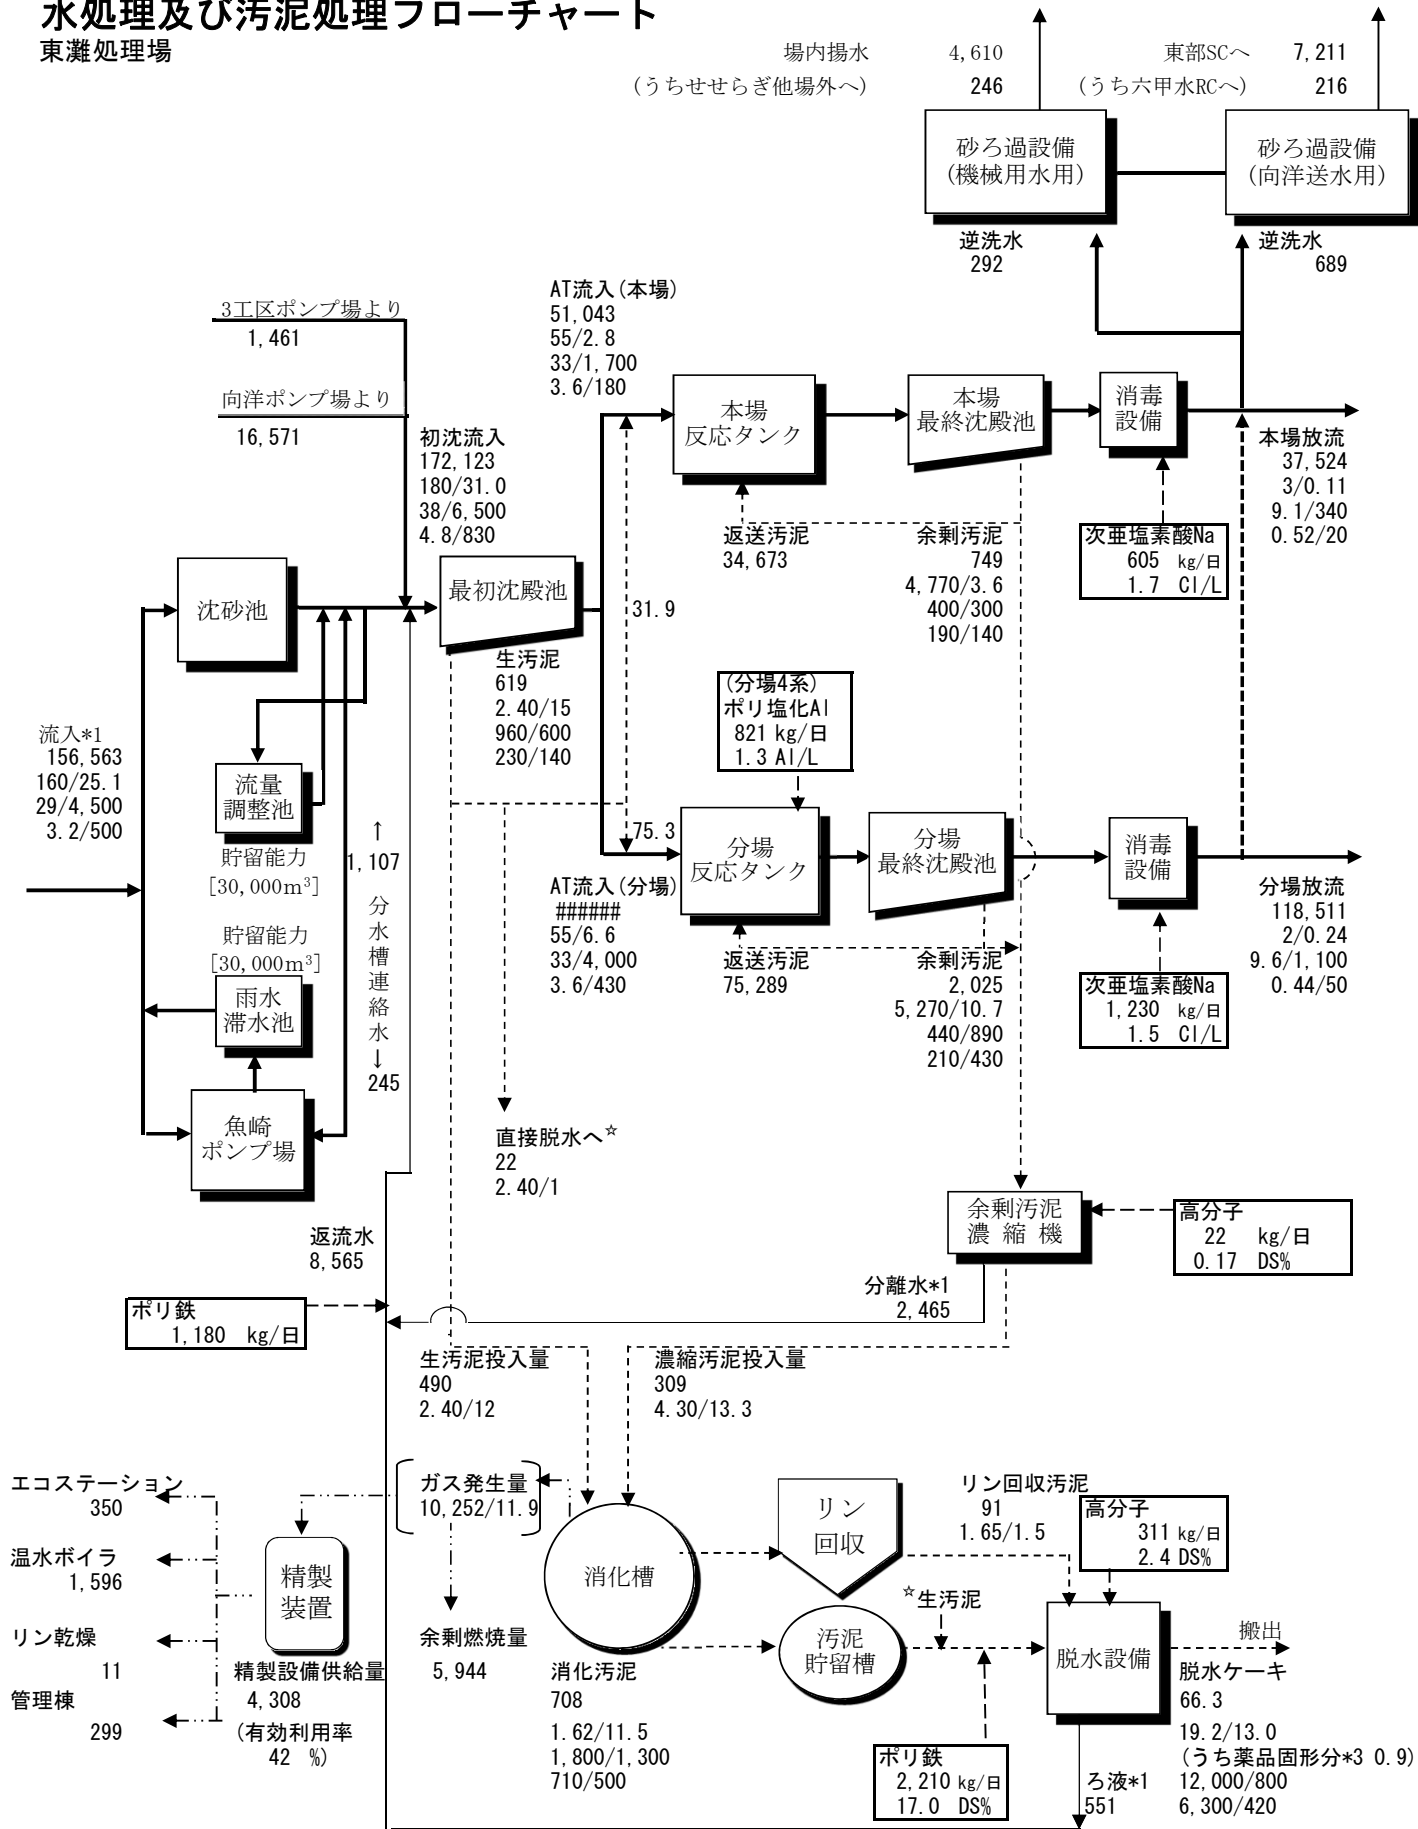 水処理及び汚泥処理フローチャート
東灘処理場
場内揚水 4,610
(うちせせらぎ他場外へ) 246
東部SCへ 7,211
(うち六甲水RCへ) 216
砂ろ過設備
(機械用水用)
砂ろ過設備
(向洋送水用)
逆洗水
292
逆洗水
689
3工区ポンプ場より
1,461
向洋ポンプ場より
16,571
AT流入(本場)
51,043
55/2.8
33/1,700
3.6/180
初沈流入
172,123
180/31.0
38/6,500
4.8/830
本場
反応タンク
本場
最終沈殿池
消毒
設備
本場放流
37,524
3/0.11
9.1/340
0.52/20
返送汚泥
34,673
余剰汚泥
749
4,770/3.6
400/300
190/140
次亜塩素酸Na
605 kg/日
1.7 Cl/L
沈砂池
最初沈殿池
31.9
生汚泥
619
2.40/15
960/600
230/140
(分場4系)
ポリ塩化Al
821 kg/日
1.3 Al/L
流入*1
156,563
160/25.1
29/4,500
3.2/500
流量
調整池
貯留能力
[30,000m³]
↑
1,107
分
水
槽
連
絡
水
↓
245
貯留能力
[30,000m³]
雨水
滞水池
魚崎
ポンプ場
75.3
AT流入(分場)
######
55/6.6
33/4,000
3.6/430
分場
反応タンク
分場
最終沈殿池
消毒
設備
分場放流
118,511
2/0.24
9.6/1,100
0.44/50
返送汚泥
75,289
余剰汚泥
2,025
5,270/10.7
440/890
210/430
次亜塩素酸Na
1,230 kg/日
1.5 Cl/L
直接脱水へ☆
22
2.40/1
余剰汚泥
濃 縮 機
高分子
22 kg/日
0.17 DS%
返流水
8,565
分離水*1
2,465
ポリ鉄
1,180 kg/日
生汚泥投入量
490
2.40/12
濃縮汚泥投入量
309
4.30/13.3
エコステーション
350
温水ボイラ
1,596
リン乾燥
11
管理棟
299
精製
装置
精製設備供給量
4,308
(有効利用率
42 %)
ガス発生量
10,252/11.9
余剰燃焼量
5,944
消化槽
消化汚泥
708
1.62/11.5
1,800/1,300
710/500
リン
回収
リン回収汚泥
91
1.65/1.5
高分子
311 kg/日
2.4 DS%
☆生汚泥
汚泥
貯留槽
脱水設備
搬出
脱水ケーキ
66.3
19.2/13.0
(うち薬品固形分*3 0.9)
12,000/800
6,300/420
ポリ鉄
2,210 kg/日
17.0 DS%
ろ液*1
551